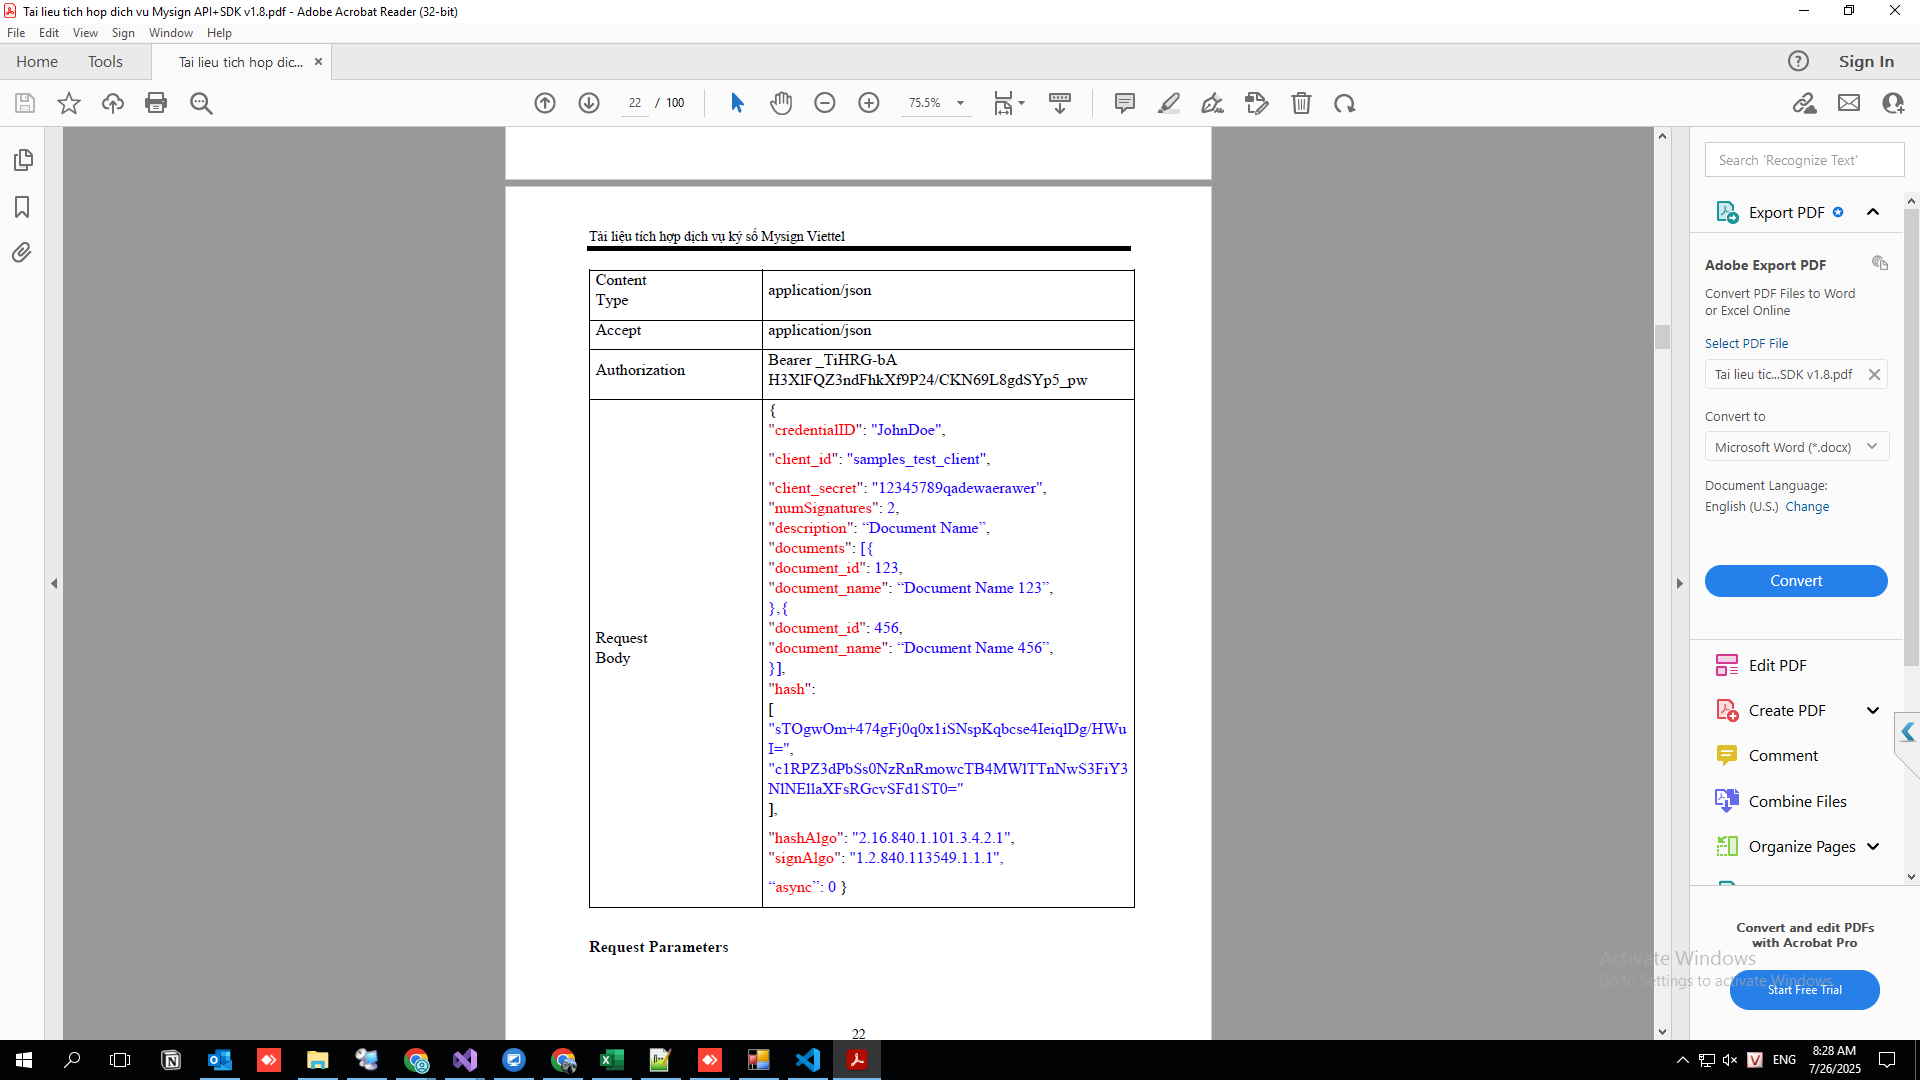 Tai lieu tich hop dich vu Mysign API+SDK v1.8.pdf - Adobe Acrobat Reader (32-bit)
File Edit View Sign Window Help
Home Tools Tai lieu tich hop dic... × Sign In
22 / 100 75.5%
Tài liệu tích hợp dịch vụ ký số Mysign Viettel
Content
Type
application/json
Accept
application/json
Authorization
Bearer _TiHRG-bA
H3XlFQZ3ndFhkXf9P24/CKN69L8gdSYp5_pw
Request
Body
{
"credentialID": "JohnDoe",
"client_id": "samples_test_client",
"client_secret": "12345789qadewaerawer",
"numSignatures": 2,
"description": “Document Name”,
"documents": [{
"document_id": 123,
"document_name": “Document Name 123”,
},{
"document_id": 456,
"document_name": “Document Name 456”,
}],
"hash":
[
"sTOgwOm+474gFj0q0x1iSNspKqbcse4IeiqlDg/HWu
I=",
"c1RPZ3dPbSs0NzRnRmowcTB4MWlTTnNwS3FiY3
NlNEllaXFsRGcvSFd1ST0="
],
"hashAlgo": "2.16.840.1.101.3.4.2.1",
"signAlgo": "1.2.840.113549.1.1.1",
“async”: 0 }
Request Parameters
22
Search 'Recognize Text'
Export PDF
Adobe Export PDF
Convert PDF Files to Word
or Excel Online
Select PDF File
Tai lieu tic...SDK v1.8.pdf
Convert to
Microsoft Word (*.docx)
Document Language:
English (U.S.) Change
Convert
Edit PDF
Create PDF
Comment
Combine Files
Organize Pages
Convert and edit PDFs
with Acrobat Pro
Activate Windows
Go to Settings to activate Windows.
Start Free Trial
ENG
8:28 AM
7/26/2025